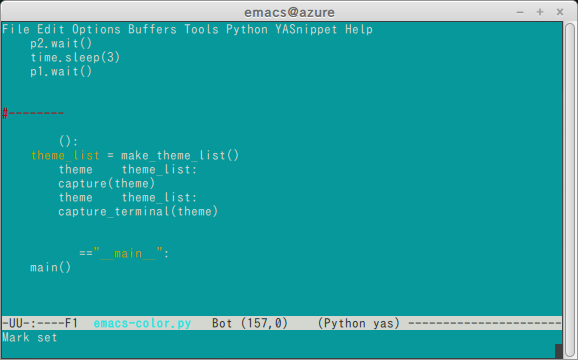 emacs@azure
File Edit Options Buffers Tools Python YASnippet Help
p2.wait()
time.sleep(3)
p1.wait()
#--------
():
theme_list = make_theme_list()
theme theme_list:
capture(theme)
theme theme_list:
capture_terminal(theme)
=="__main__":
main()
-UU-:----F1 emacs-color.py Bot (157,0) (Python yas) ----------------------
Mark set